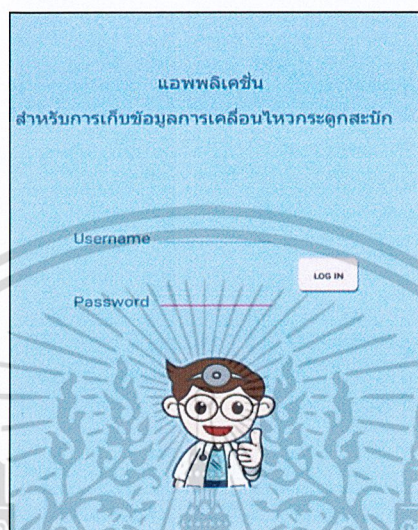 แอพพลิเคชั่น
สำหรับการเก็บข้อมูลการเคลื่อนไหวกระดูกสะบัก
Username
LOG IN
Password